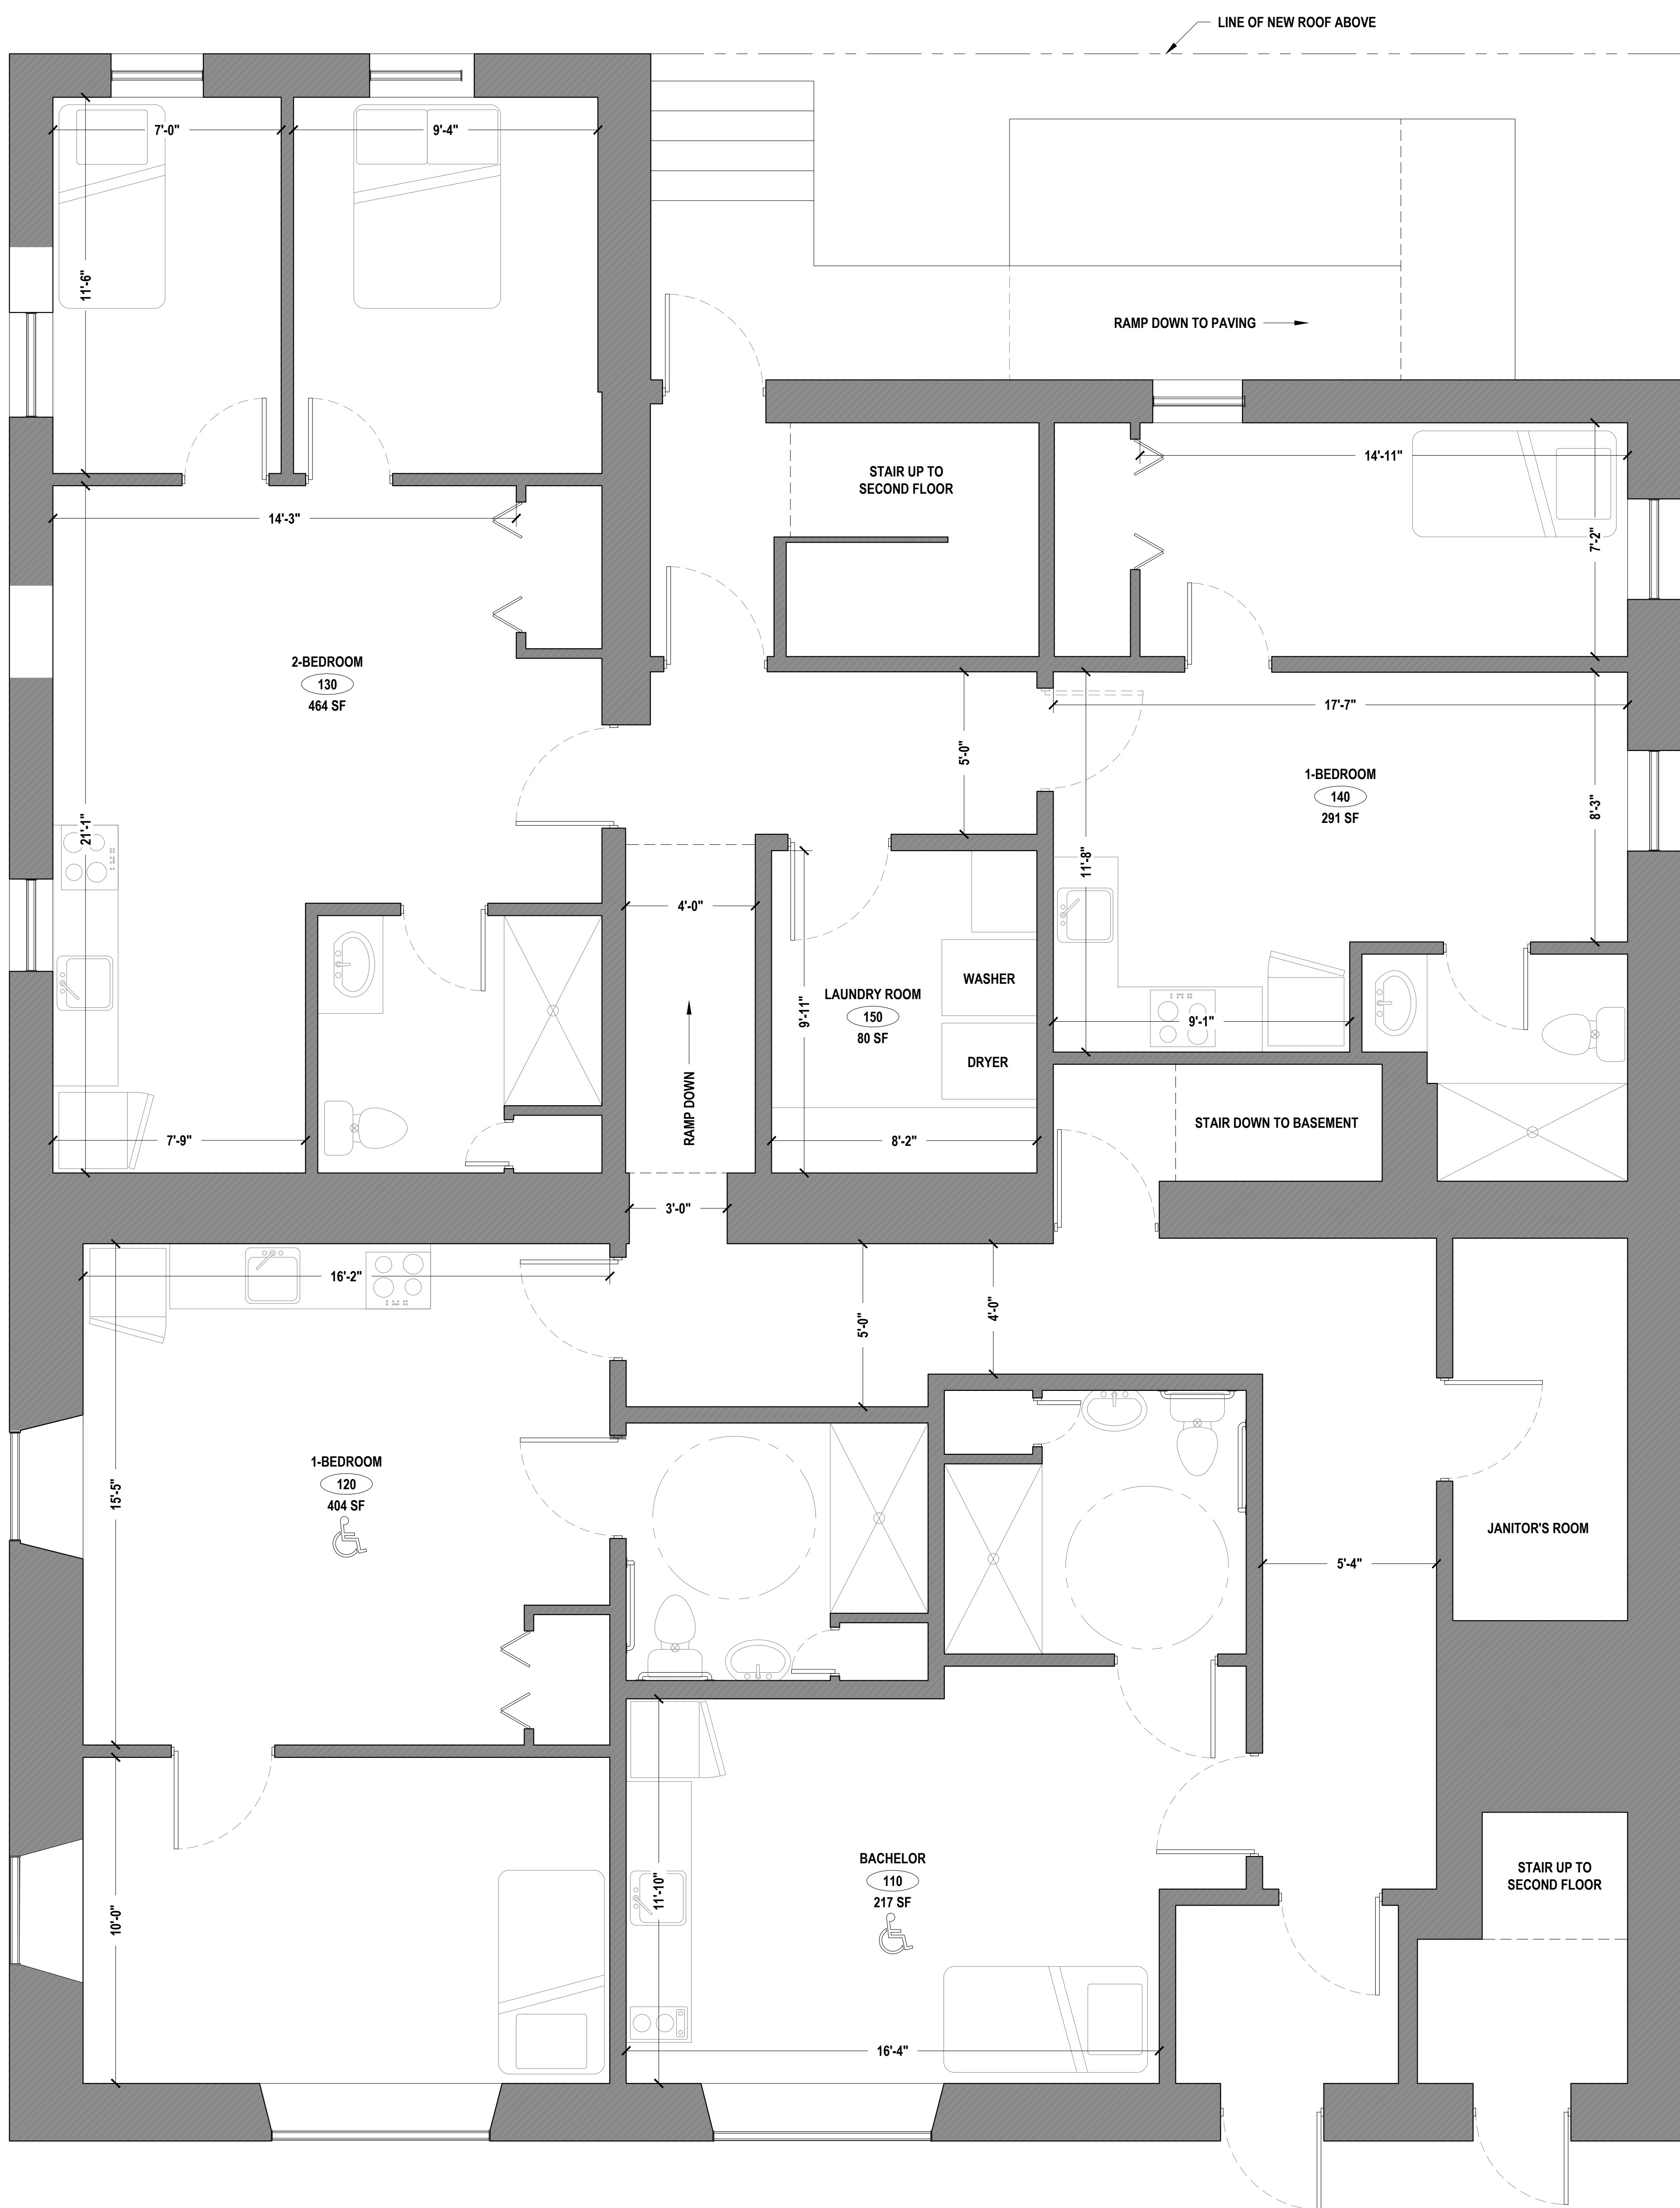 LINE OF NEW ROOF ABOVE
7'-0"
9'-4"
11'-6"
RAMP DOWN TO PAVING
STAIR UP TO
SECOND FLOOR
14'-11"
7'-2"
14'-3"
2-BEDROOM
130
464 SF
17'-7"
5'-0"
1-BEDROOM
140
291 SF
8'-3"
21'-1"
11'-8"
4'-0"
WASHER
LAUNDRY ROOM
150
80 SF
9'-11"
9'-1"
DRYER
RAMP DOWN
STAIR DOWN TO BASEMENT
7'-9"
8'-2"
3'-0"
16'-2"
5'-0"
4'-0"
1-BEDROOM
120
404 SF
15'-5"
JANITOR'S ROOM
5'-4"
BACHELOR
110
217 SF
11'-10"
STAIR UP TO
SECOND FLOOR
10'-0"
16'-4"